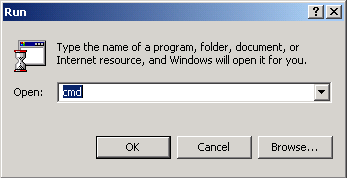 Run
Type the name of a program, folder, document, or
Internet resource, and Windows will open it for you.
Open: cmd
OK Cancel Browse...